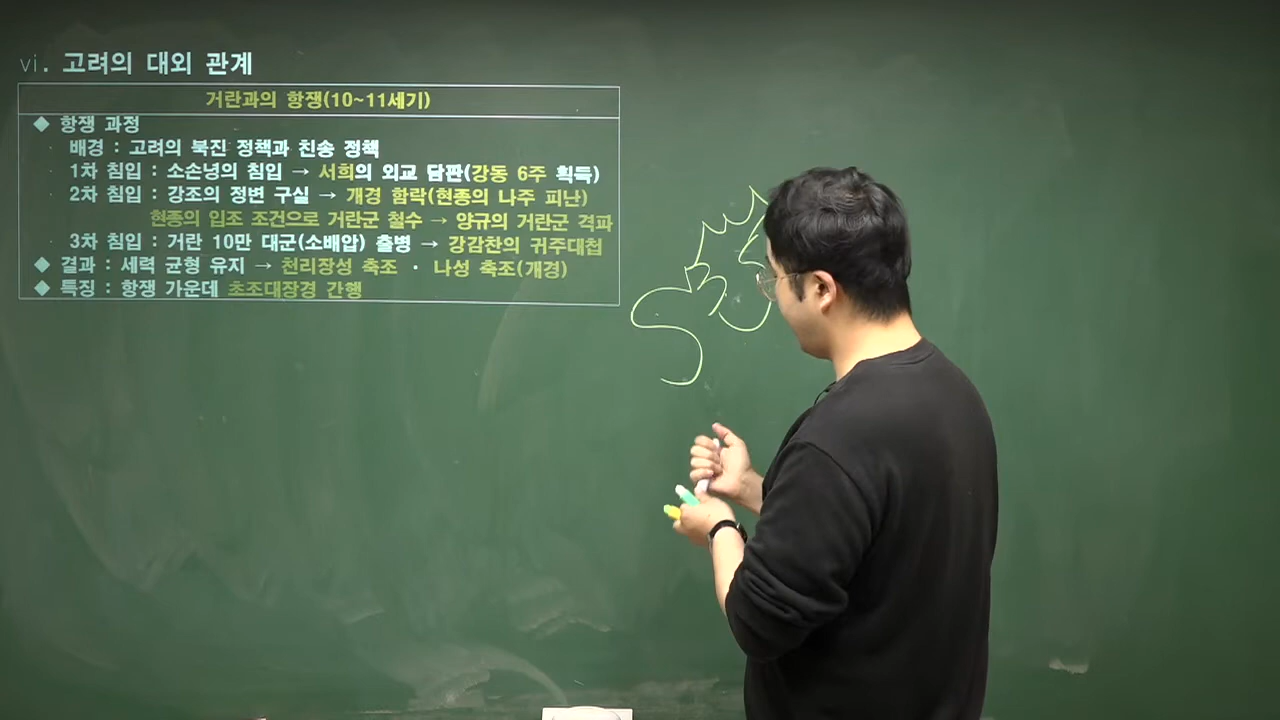 vi. 고려의 대외 관계
거란과의 항쟁(10~11세기)
◆ 항쟁 과정
· 배경 : 고려의 북진 정책과 친송 정책
· 1차 침입 : 소손녕의 침입 → 서희의 외교 담판(강동 6주 획득)
· 2차 침입 : 강조의 정변 구실 → 개경 함락(현종의 나주 피난)
현종의 입조 조건으로 거란군 철수 → 양규의 거란군 격파
· 3차 침입 : 거란 10만 대군(소배압) 출병 → 강감찬의 귀주대첩
◆ 결과 : 세력 균형 유지 → 천리장성 축조 · 나성 축조(개경)
◆ 특징 : 항쟁 가운데 초조대장경 간행